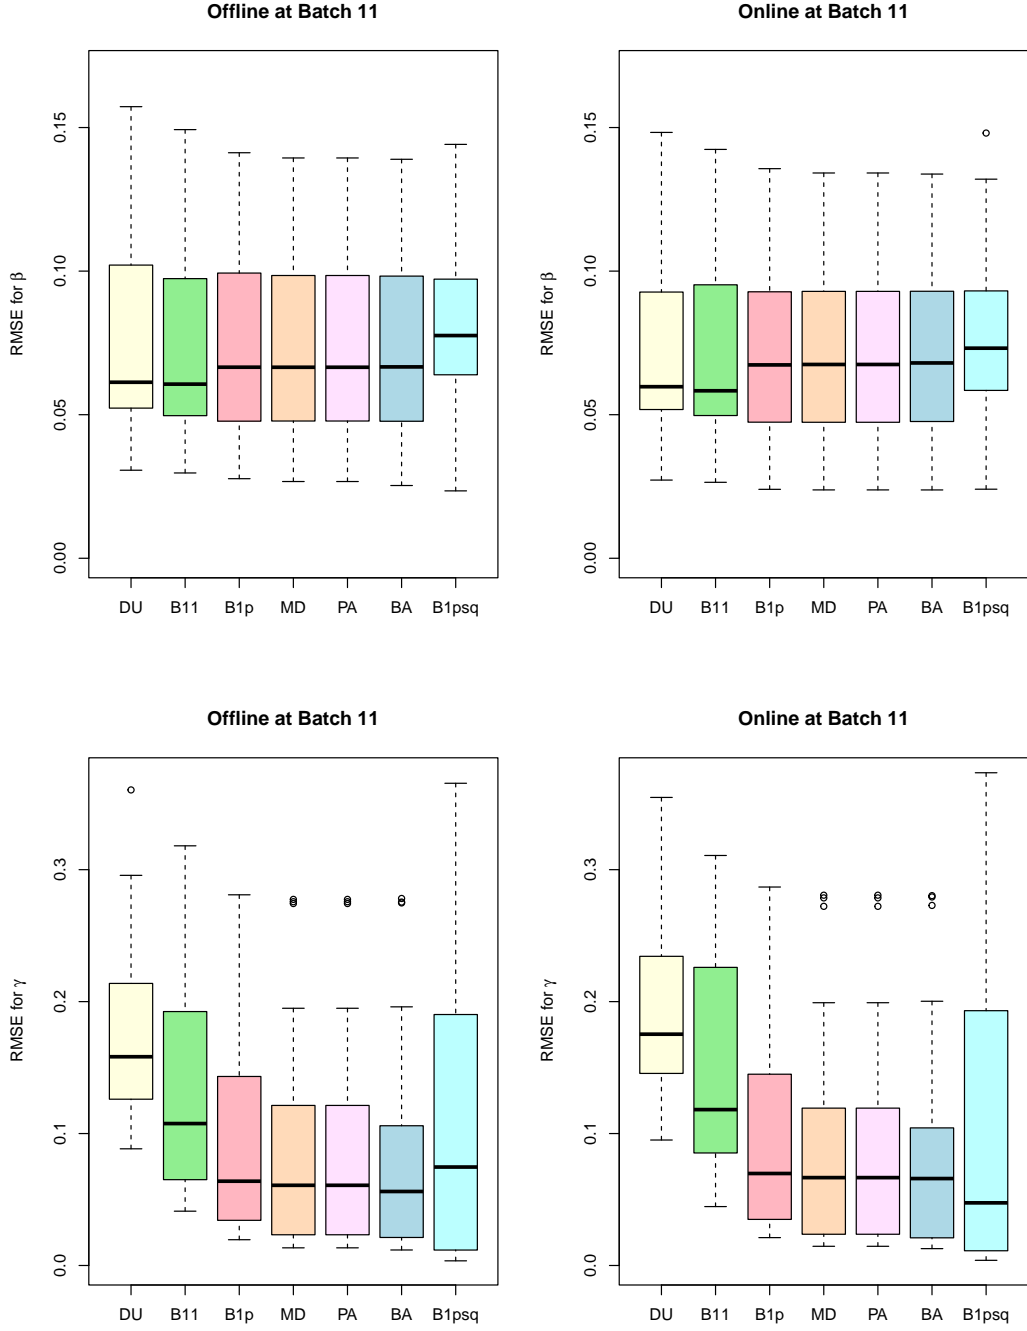 Offline at Batch 11
RMSE for β
0.00 0.05 0.10 0.15
DU B11 B1p MD PA BA B1psq
Online at Batch 11
RMSE for β
0.00 0.05 0.10 0.15
DU B11 B1p MD PA BA B1psq
Offline at Batch 11
RMSE for γ
0.0 0.1 0.2 0.3
DU B11 B1p MD PA BA B1psq
Online at Batch 11
RMSE for γ
0.0 0.1 0.2 0.3
DU B11 B1p MD PA BA B1psq